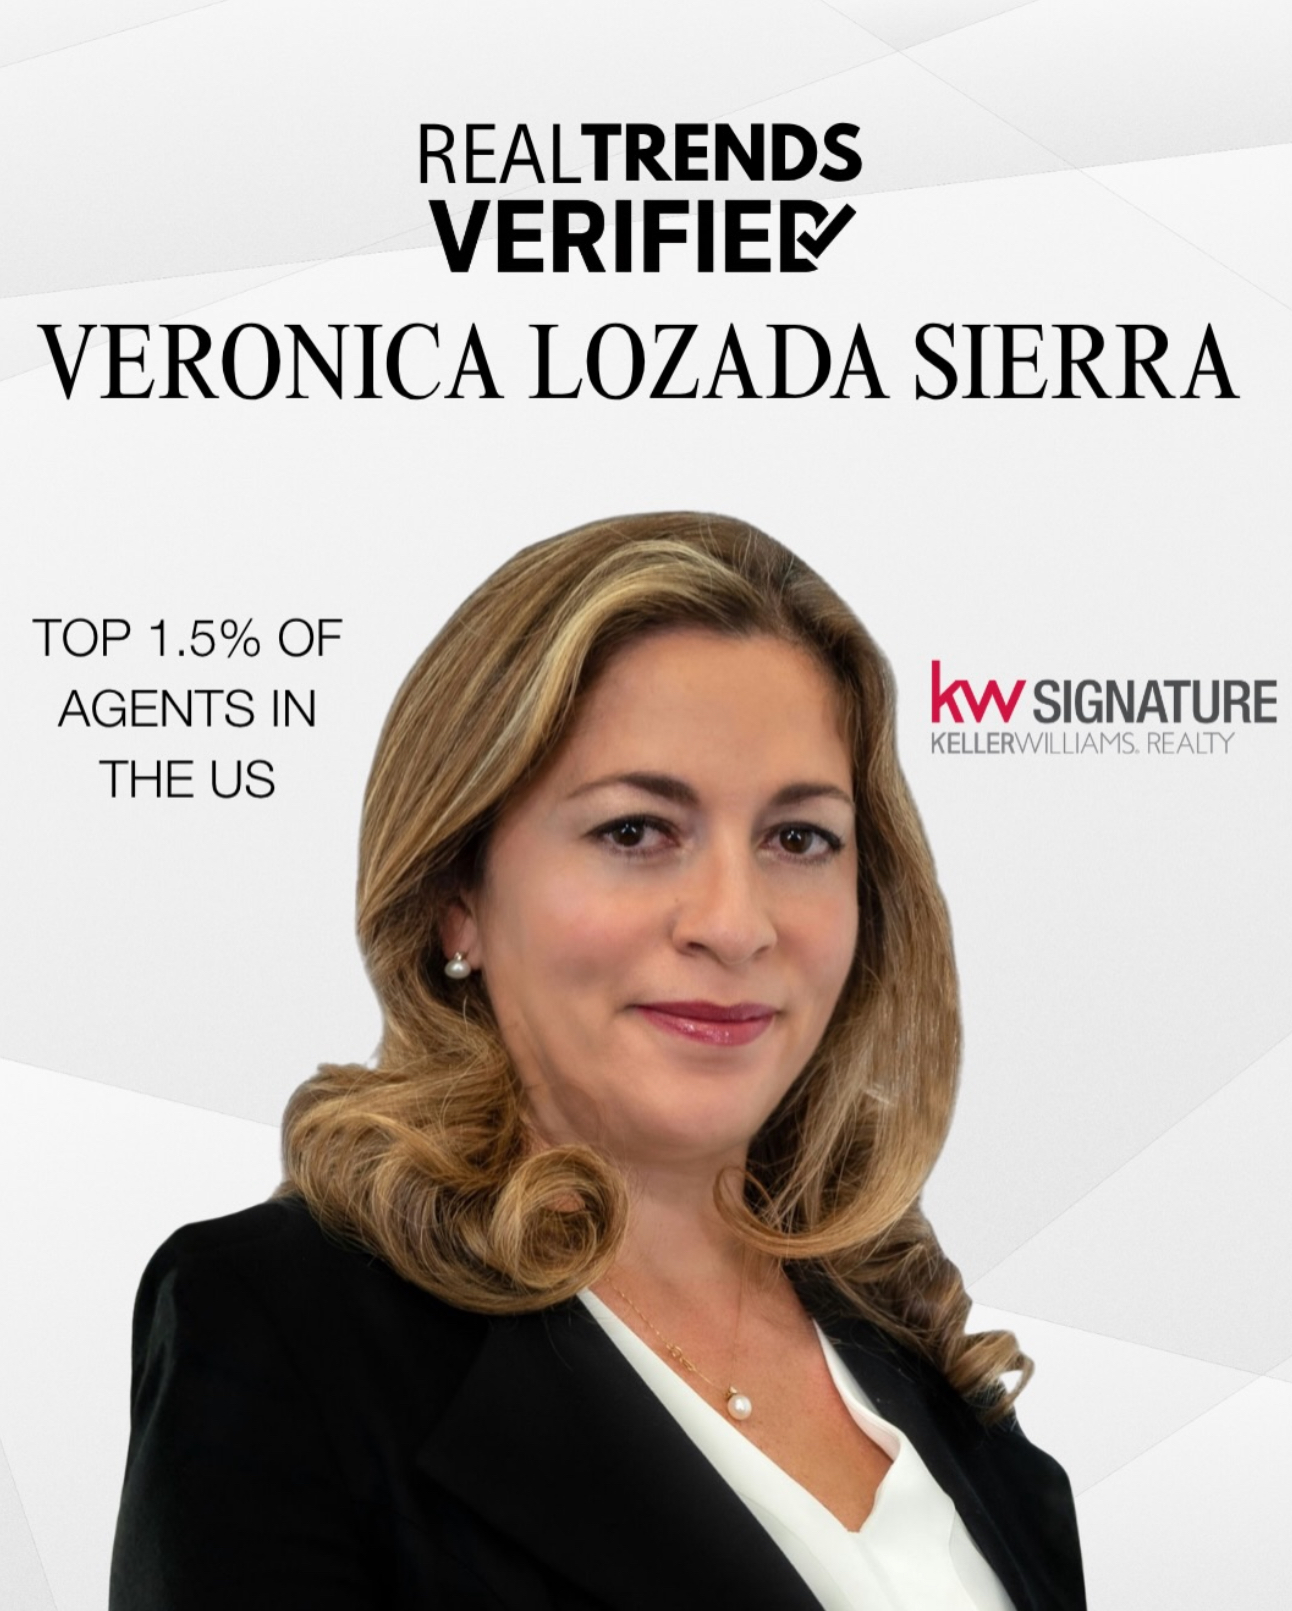 REALTRENDS
VERIFIED
VERONICA LOZADA SIERRA
TOP 1.5% OF
AGENTS IN
THE US
kw SIGNATURE
KELLERWILLIAMS. REALTY